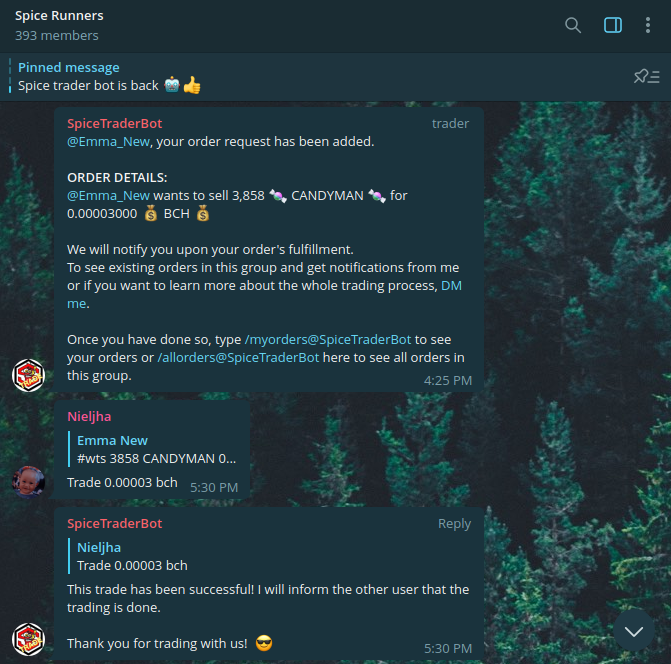 Spice Runners
393 members
Pinned message
Spice trader bot is back 🤖👍
SpiceTraderBot trader
@Emma_New, your order request has been added.
ORDER DETAILS:
@Emma_New wants to sell 3,858 🍬 CANDYMAN 🍬 for
0.00003000 💰 BCH 💰
We will notify you upon your order's fulfillment.
To see existing orders in this group and get notifications from me
or if you want to learn more about the whole trading process, DM
me.
Once you have done so, type /myorders@SpiceTraderBot to see
your orders or /allorders@SpiceTraderBot here to see all orders in
this group.
4:25 PM
Nieljha
Emma New
#wts 3858 CANDYMAN 0...
Trade 0.00003 bch 5:30 PM
SpiceTraderBot Reply
Nieljha
Trade 0.00003 bch
This trade has been successful! I will inform the other user that the
trading is done.
Thank you for trading with us! 😎
5:30 PM